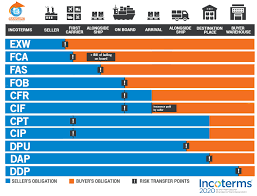 INCOTERMS SELLER FIRST CARRIER ALONGSIDE SHIP ON BOARD ARRIVAL ALONGSIDE SHIP DESTINATION PLACE BUYER WAREHOUSE
EXW
FCA
FAS
FOB
CFR
CIF
CPT
CIP
DPU
DAP
DDP
SELLER'S OBLIGATION BUYER'S OBLIGATION RISK TRANSFER POINTS
Incoterms
2020